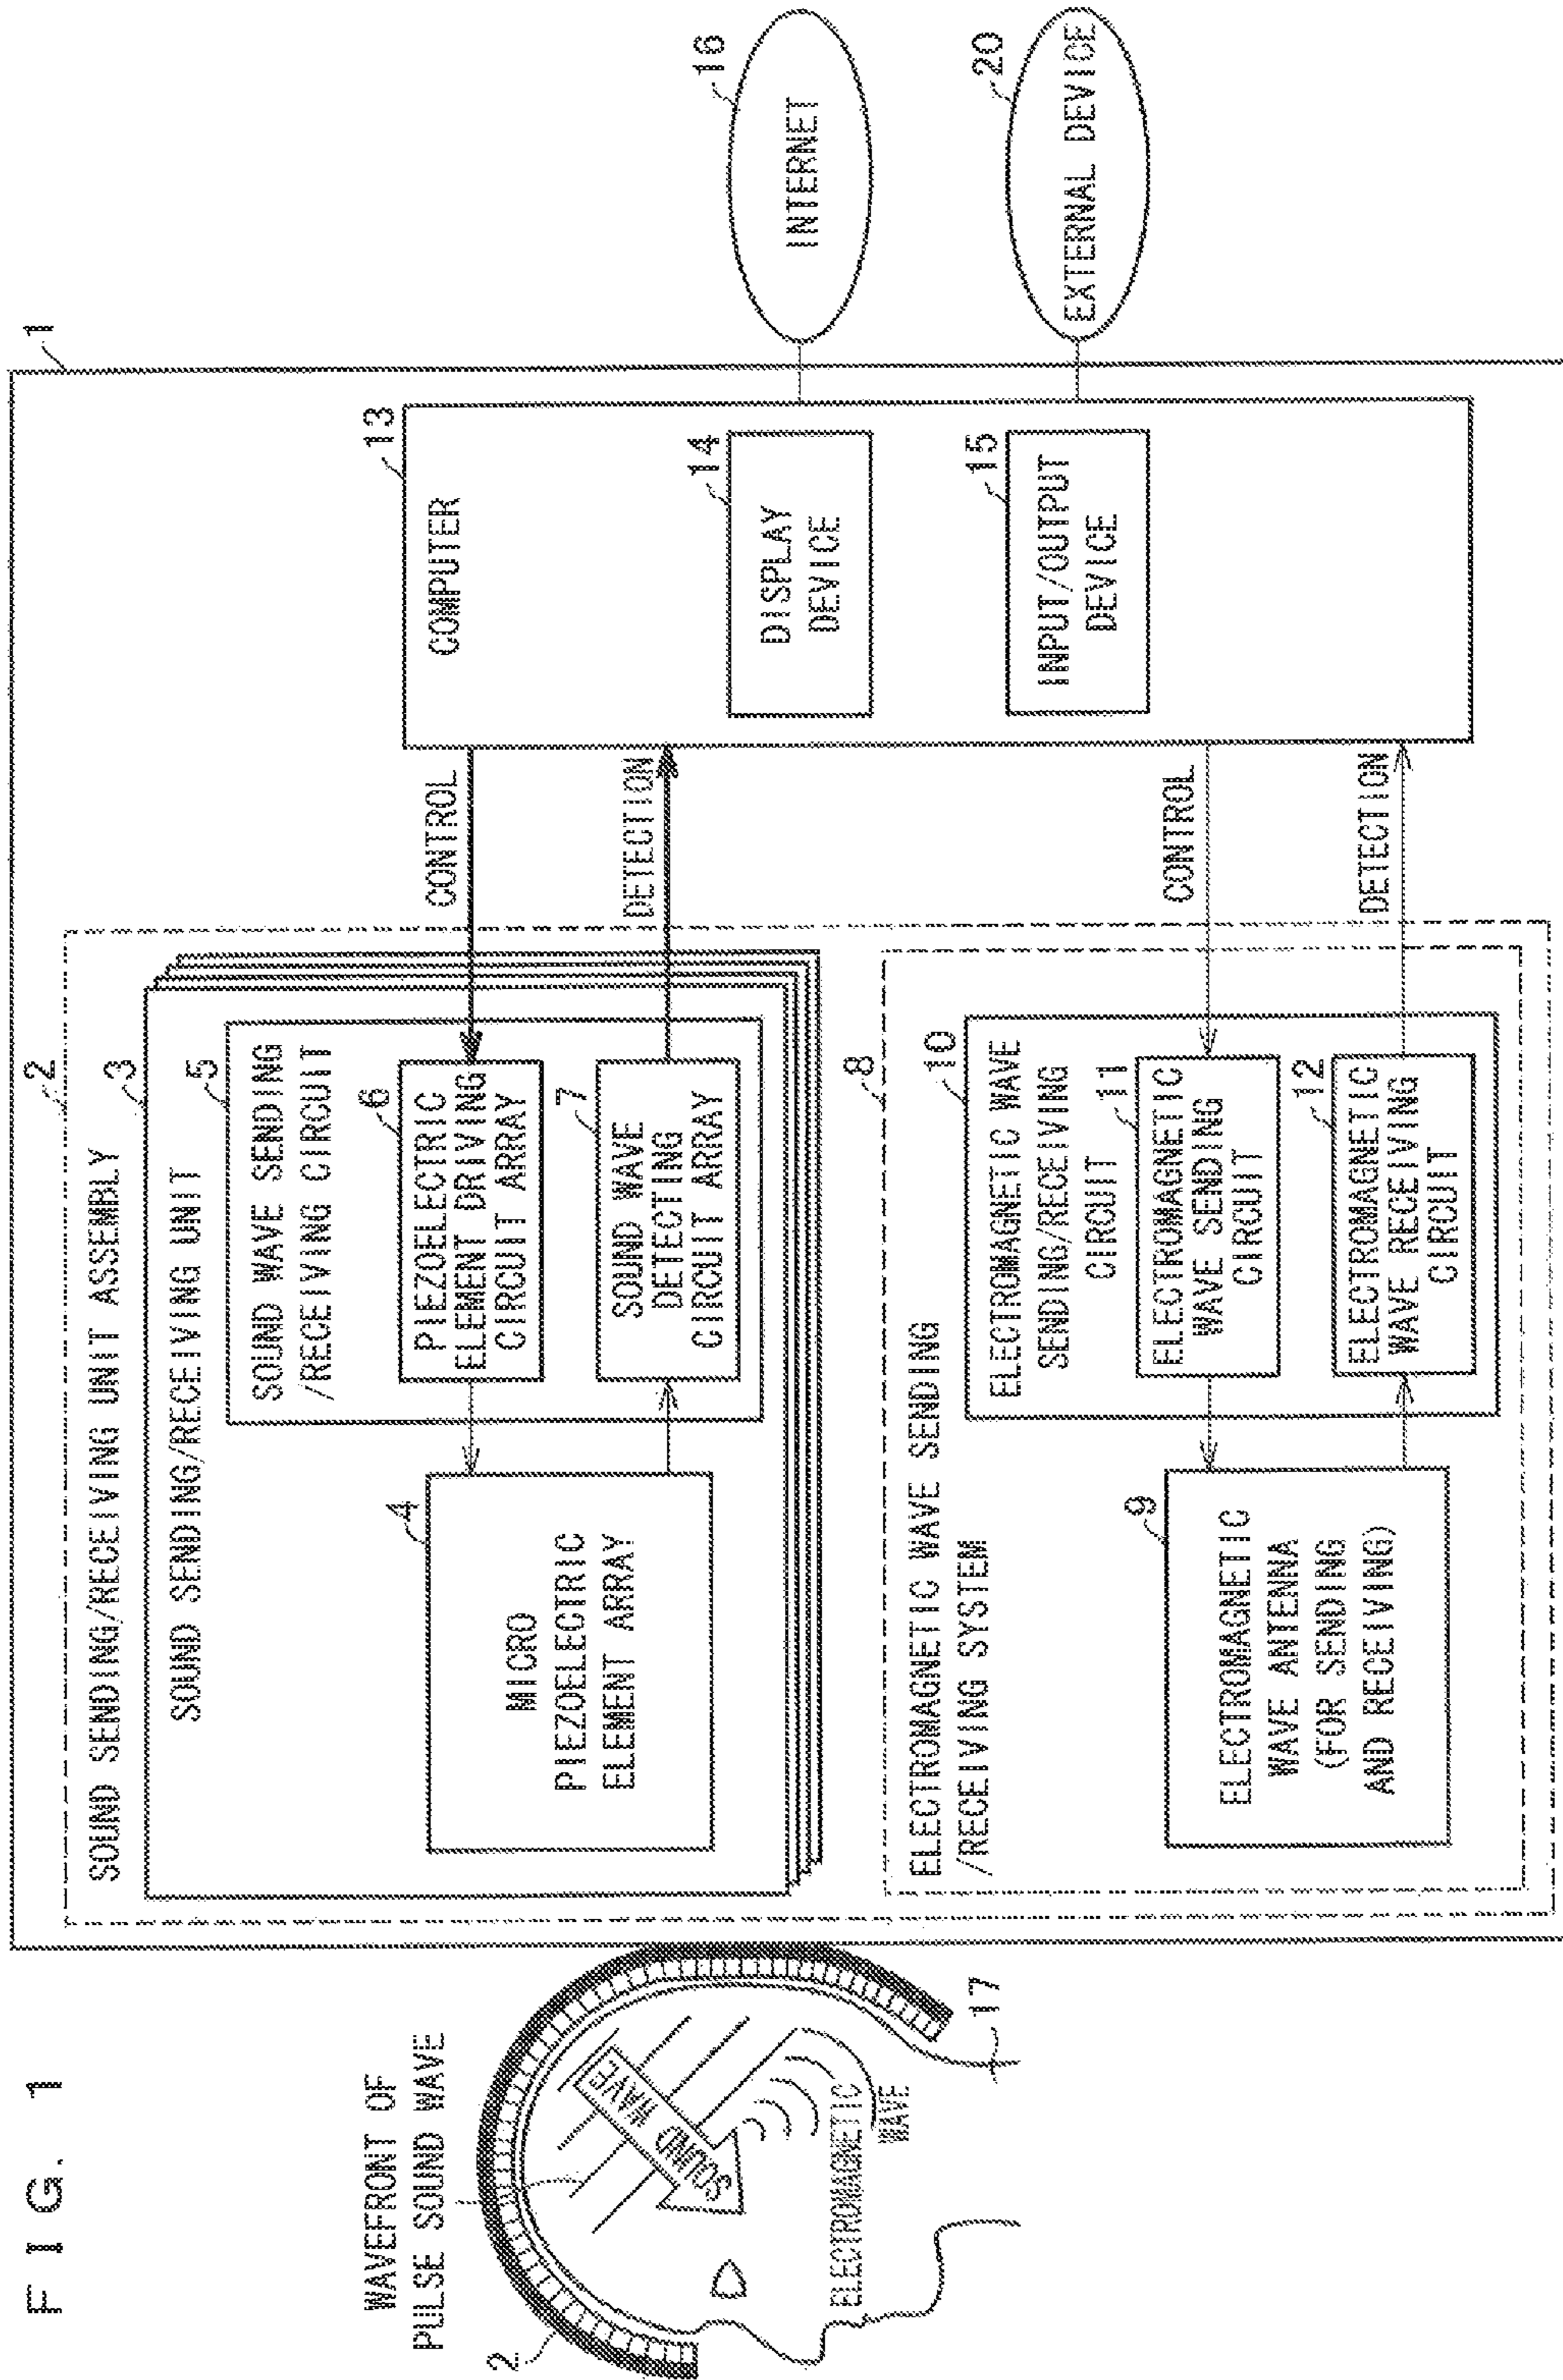 FIG. 1
WAVEFRONT OF
PULSE SOUND WAVE
2
SOUND WAVE
ELECTROMAGNETIC
WAVE
17
1
2
SOUND SENDING/RECEIVING UNIT ASSEMBLY
3
SOUND SENDING/RECEIVING UNIT
5
SOUND WAVE SENDING
/RECEIVING CIRCUIT
4
MICRO
PIEZOELECTRIC
ELEMENT ARRAY
6
PIEZOELECTRIC
ELEMENT DRIVING
CIRCUIT ARRAY
7
SOUND WAVE
DETECTING
CIRCUIT ARRAY
CONTROL
DETECTION
8
ELECTROMAGNETIC WAVE SENDING
/RECEIVING SYSTEM
10
ELECTROMAGNETIC WAVE
SENDING/RECEIVING
CIRCUIT
9
ELECTROMAGNETIC
WAVE ANTENNA
(FOR SENDING
AND RECEIVING)
11
ELECTROMAGNETIC
WAVE SENDING
CIRCUIT
12
ELECTROMAGNETIC
WAVE RECEIVING
CIRCUIT
CONTROL
DETECTION
13
COMPUTER
14
DISPLAY
DEVICE
15
INPUT/OUTPUT
DEVICE
16
INTERNET
20
EXTERNAL DEVICE